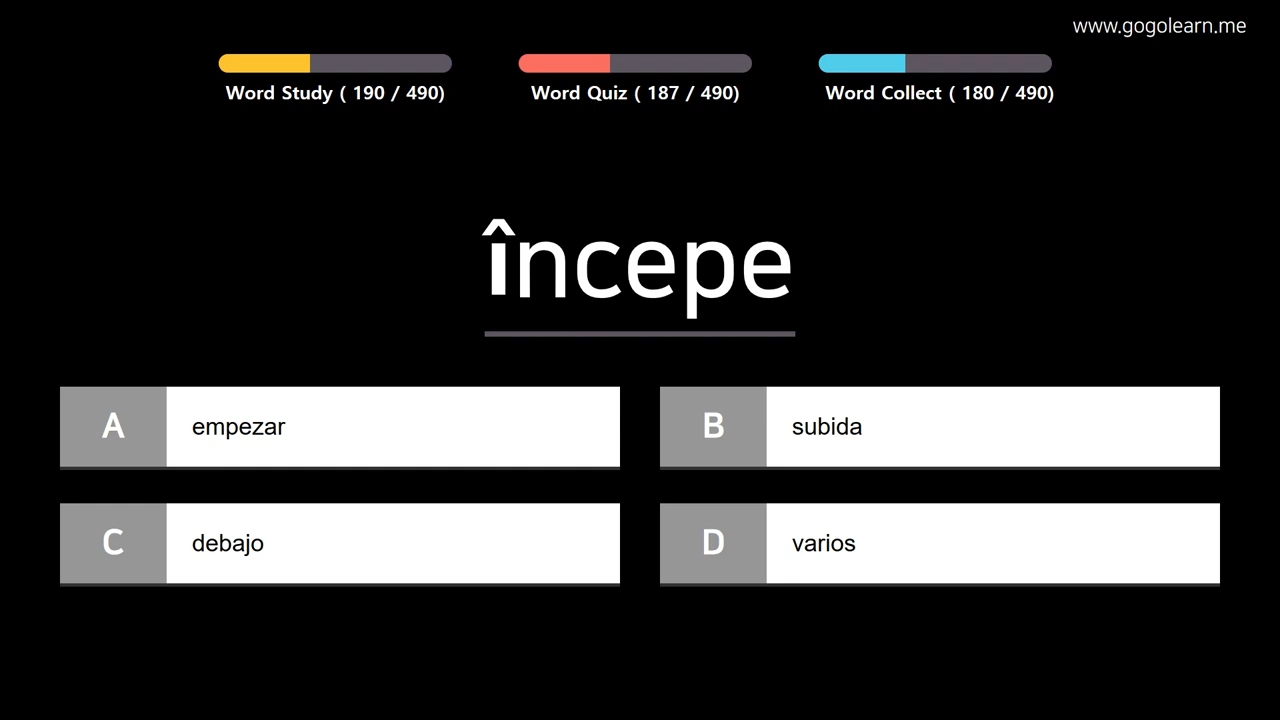 www.gogolearn.me
Word Study ( 190 / 490)
Word Quiz ( 187 / 490)
Word Collect ( 180 / 490)
începe
A empezar
B subida
C debajo
D varios